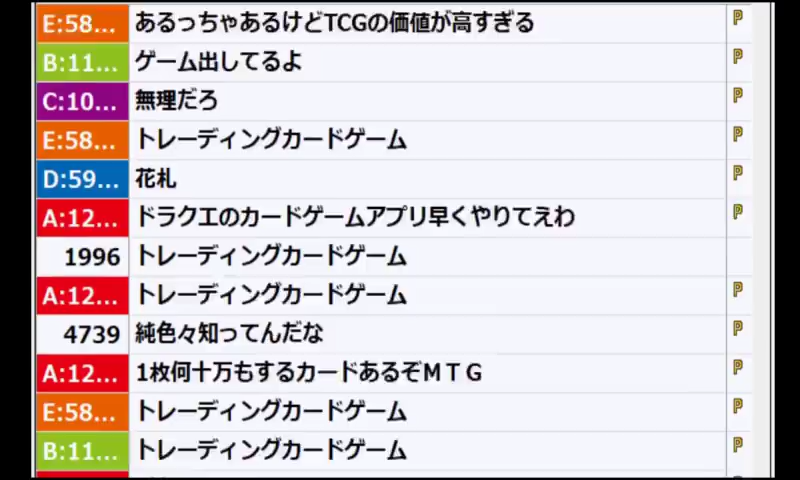 E:58... あるっちゃあるけどTCGの価値が高すぎる P
B:11... ゲーム出してるよ P
C:10... 無理だろ P
E:58... トレーディングカードゲーム P
D:59... 花札 P
A:12... ドラクエのカードゲームアプリ早くやりてえわ P
1996 トレーディングカードゲーム
A:12... トレーディングカードゲーム P
4739 純色々知ってんだな P
A:12... 1枚何十万もするカードあるぞMTG P
E:58... トレーディングカードゲーム P
B:11... トレーディングカードゲーム P